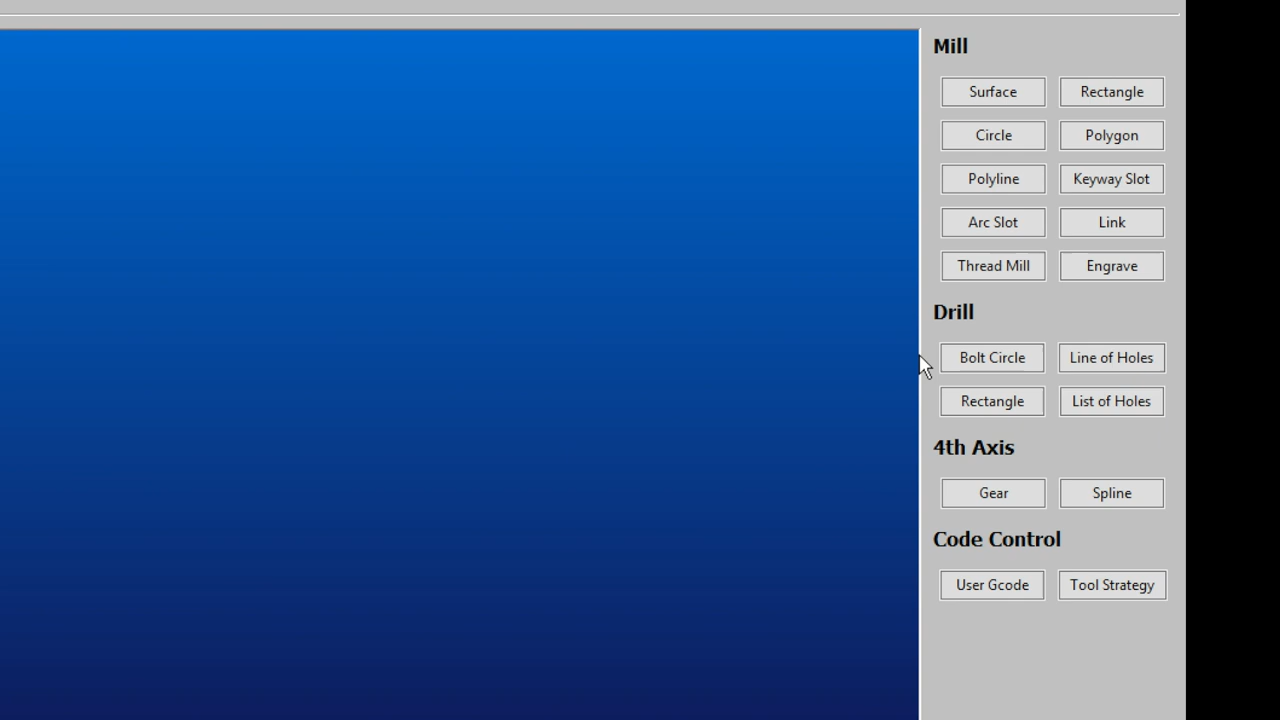 Mill
Surface Rectangle
Circle Polygon
Polyline Keyway Slot
Arc Slot Link
Thread Mill Engrave
Drill
Bolt Circle Line of Holes
Rectangle List of Holes
4th Axis
Gear Spline
Code Control
User Gcode Tool Strategy